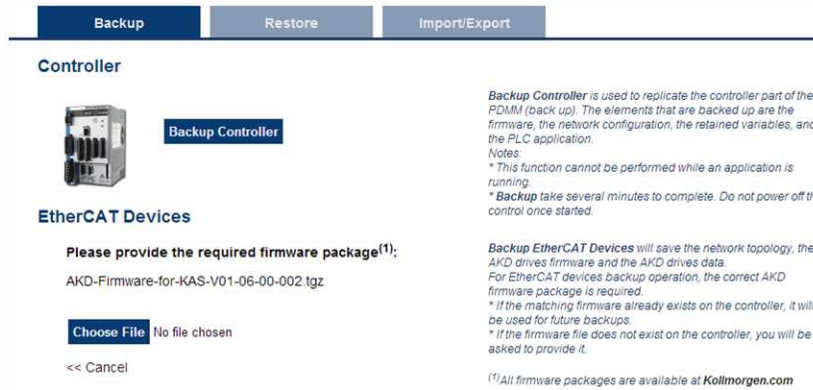 Backup
Restore
Import/Export
Controller
Backup Controller
Backup Controller is used to replicate the controller part of the
PDMM (back up). The elements that are backed up are the
firmware, the network configuration, the retained variables, and
the PLC application.
Notes:
* This function cannot be performed while an application is
running.
* Backup take several minutes to complete. Do not power off th
control once started.
EtherCAT Devices
Please provide the required firmware package(1):
AKD-Firmware-for-KAS-V01-06-00-002.tgz
Choose File No file chosen
<< Cancel
Backup EtherCAT Devices will save the network topology, the
AKD drives firmware and the AKD drives data.
For EtherCAT devices backup operation, the correct AKD
firmware package is required.
* If the matching firmware already exists on the controller, it will
be used for future backups.
* If the firmware file does not exist on the controller, you will be
asked to provide it.
(1)All firmware packages are available at Kollmorgen.com